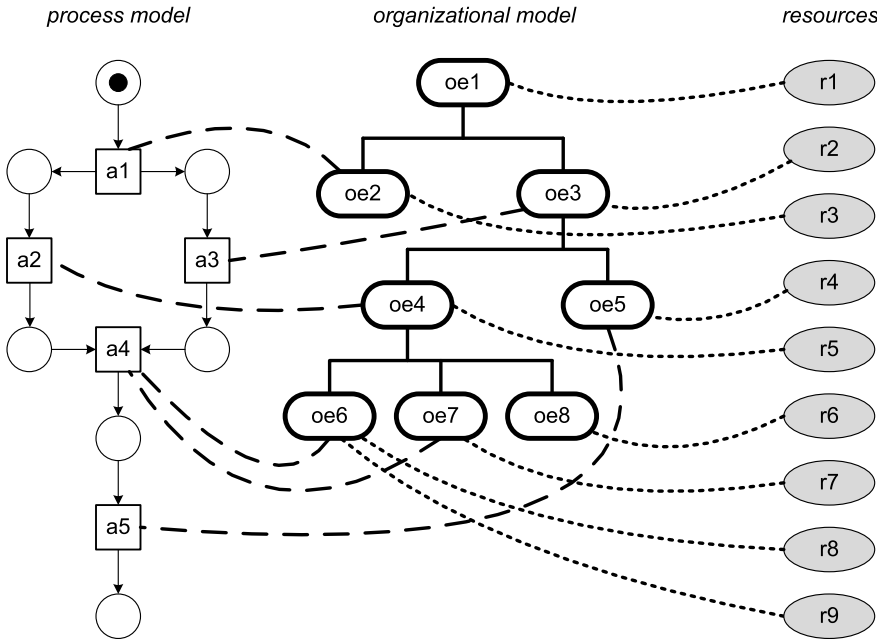 process model organizational model resources
oe1 r1
r2
a1 oe2 oe3
r3
a2 a3
r4
oe4 oe5
a4 r5
oe6 oe7 oe8 r6
r7
a5
r8
r9